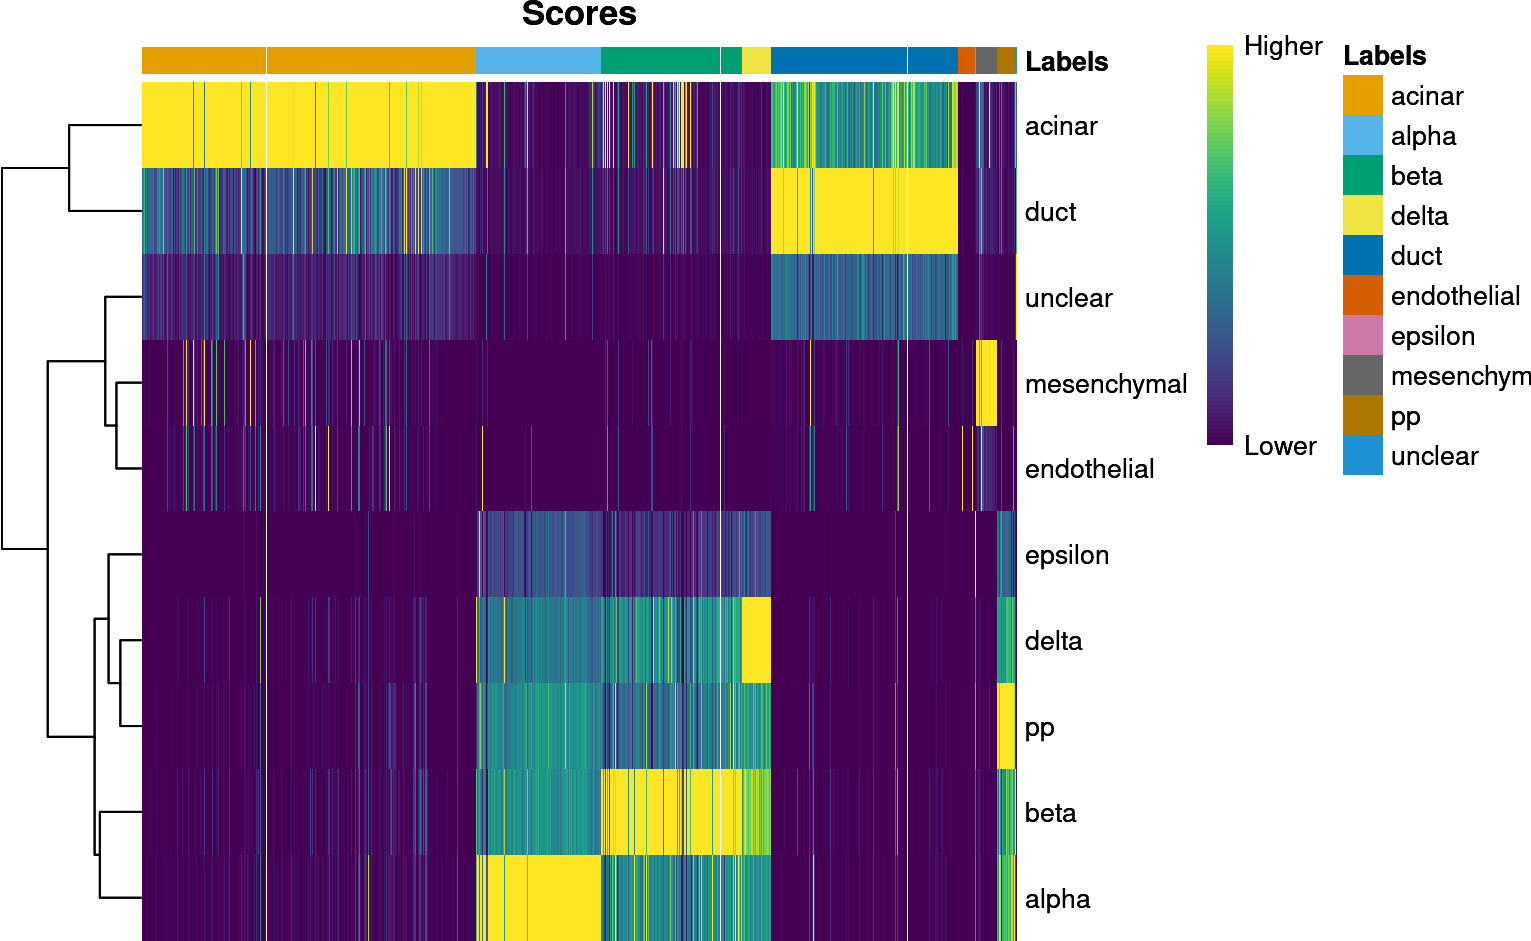 Scores
Labels
acinar
duct
unclear
mesenchymal
endothelial
epsilon
delta
pp
beta
alpha
Higher
Lower
Labels
acinar
alpha
beta
delta
duct
endothelial
epsilon
mesenchym
pp
unclear